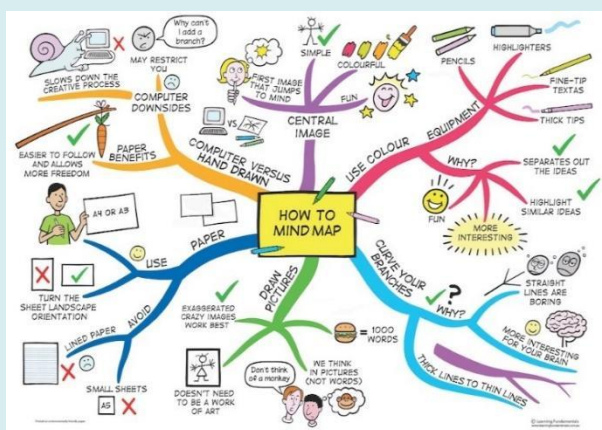 HOW TO
MIND MAP
CENTRAL
IMAGE
FIRST IMAGE
THAT JUMPS
TO MIND
SIMPLE
COLOURFUL
FUN
USE COLOUR
EQUIPMENT
PENCILS
HIGHLIGHTERS
FINE-TIP
TEXTAS
THICK TIPS
WHY?
SEPARATES OUT
THE IDEAS
HIGHLIGHT
SIMILAR IDEAS
MORE
INTERESTING
FUN
CURVE YOUR
BRANCHES
?
WHY?
STRAIGHT
LINES ARE
BORING
MORE INTERESTING
FOR YOUR
BRAIN
THICK LINES TO THIN LINES
DRAW
PICTURES
= 1000
WORDS
WE THINK
IN PICTURES
(NOT WORDS)
Don't think
of a monkey
DOESN'T NEED
TO BE A WORK
OF ART
EXAGGERATED
CRAZY IMAGES
WORK BEST
PAPER
USE
A4 OR A3
TURN THE
SHEET LANDSCAPE
ORIENTATION
AVOID
LINED PAPER
SMALL SHEETS
A5
COMPUTER VERSUS
HAND DRAWN
VS
PAPER
BENEFITS
EASIER TO FOLLOW
AND ALLOWS
MORE FREEDOM
COMPUTER
DOWNSIDES
SLOWS DOWN THE
CREATIVE PROCESS
MAY RESTRICT
YOU
Why can't
I add a
branch?
© Learning Fundamentals